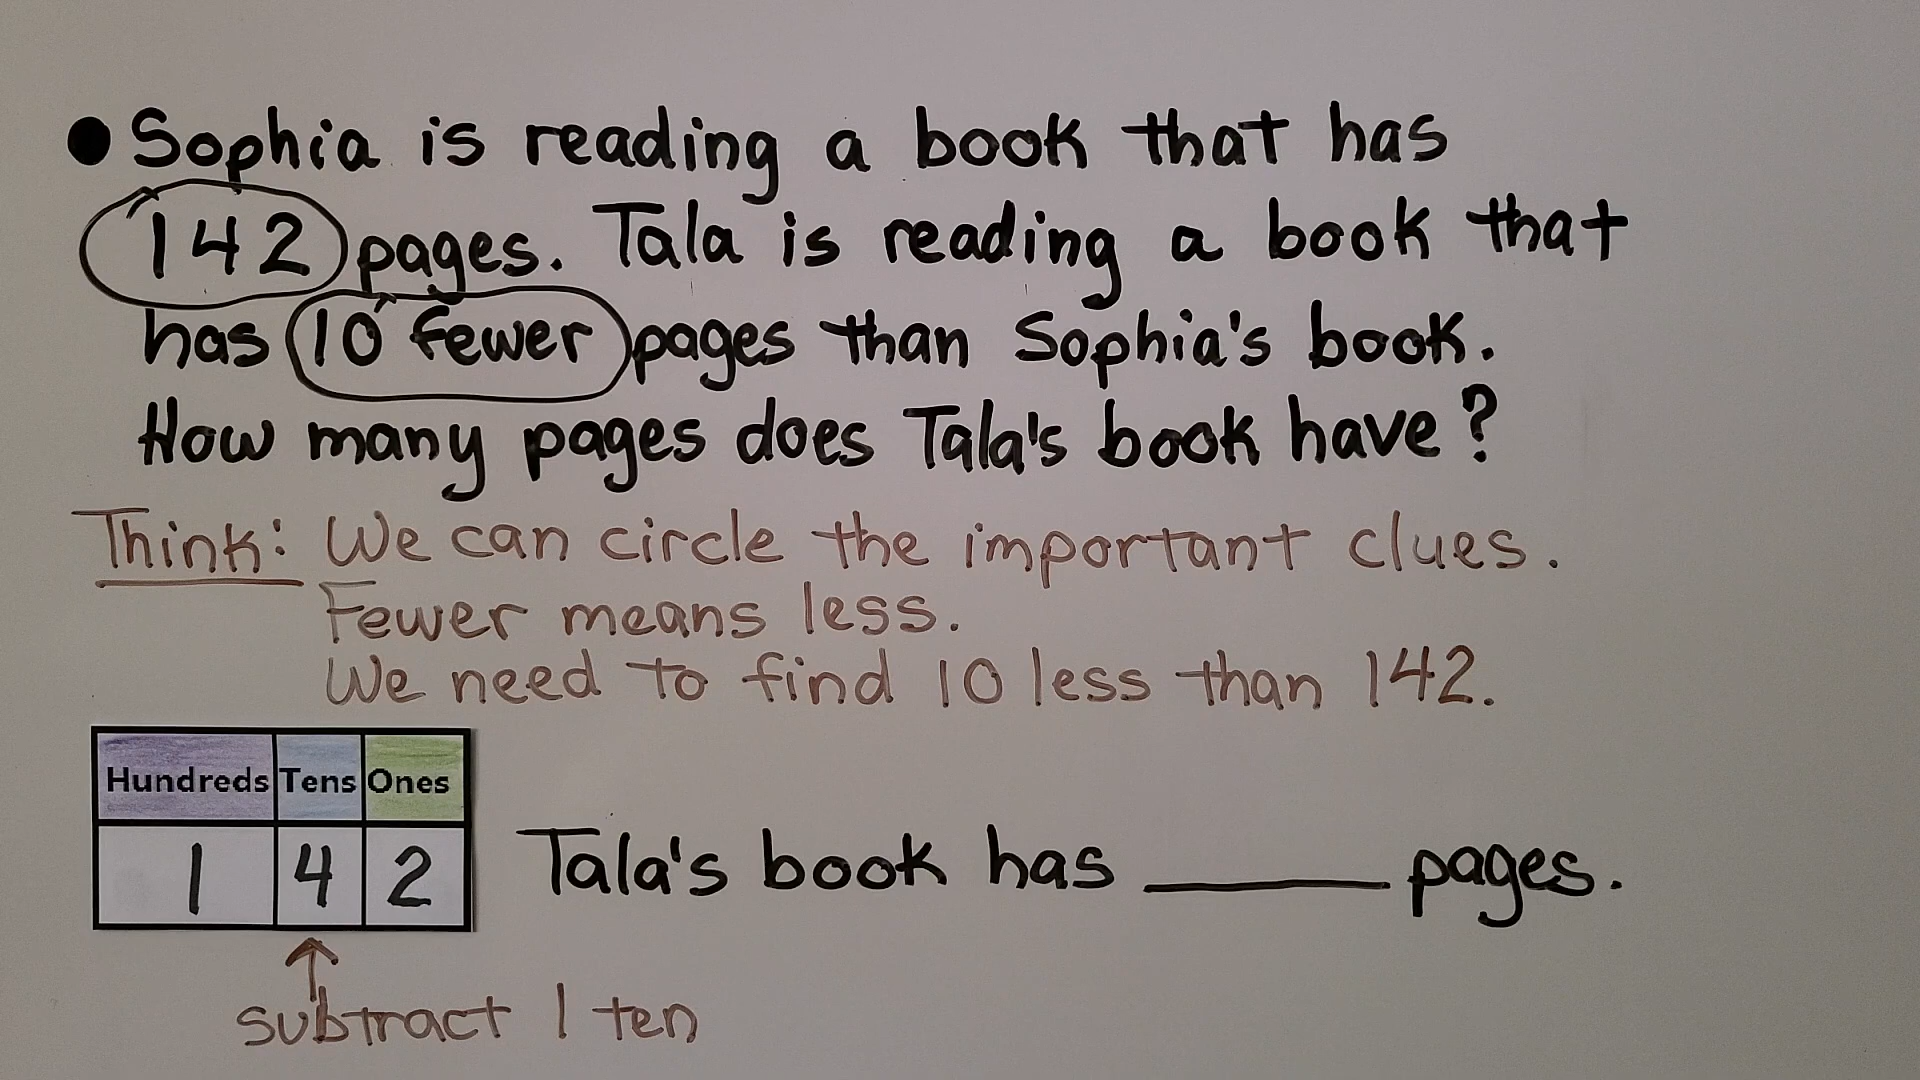 ● Sophia is reading a book that has
142 pages. Tala is reading a book that
has 10 fewer pages than Sophia's book.
How many pages does Tala's book have?
Think: We can circle the important clues.
Fewer means less.
We need to find 10 less than 142.
Hundreds Tens Ones
1 4 2
Tala's book has ______ pages.
↑
subtract 1 ten